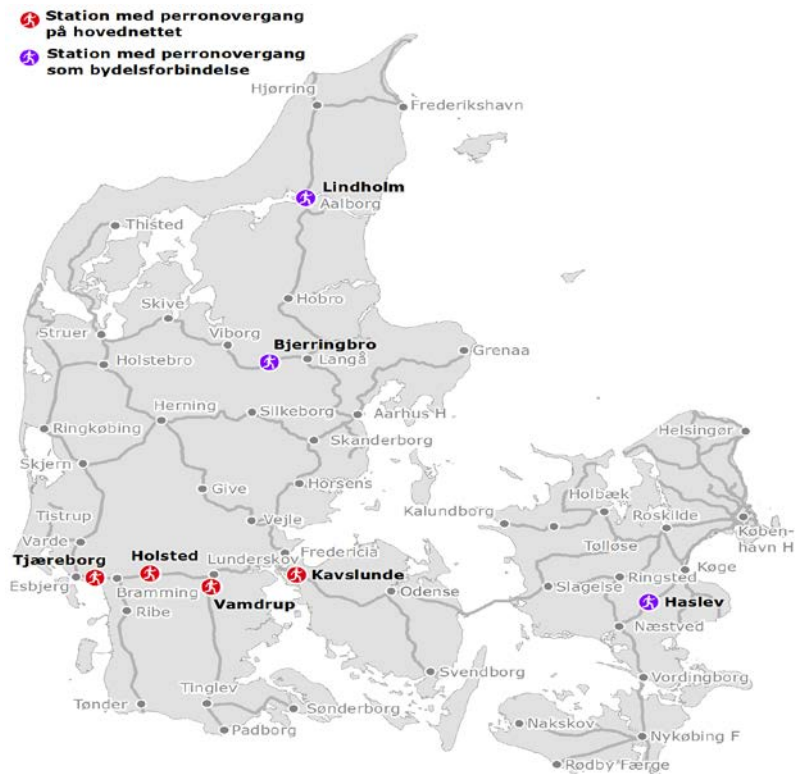 Station med perronovergang
på hovednettet
Station med perronovergang
som bydelsforbindelse
Hjørring
Frederikshavn
Lindholm
Aalborg
Thisted
Hobro
Skive
Struer
Viborg
Bjerringbro
Langå
Grenaa
Holstebro
Herning
Silkeborg
Aarhus H
Ringkøbing
Skanderborg
Helsingør
Skjern
Give
Horsens
Kalundborg
Holbæk
Roskilde
Køben-
havn H
Tistrup
Vejle
Varde
Tølløse
Tjæreborg
Holsted
Lunderskov
Fredericia
Køge
Esbjerg
Bramming
Kavslunde
Odense
Slagelse
Ringsted
Ribe
Vamdrup
Haslev
Næstved
Svendborg
Vordingborg
Tønder
Tinglev
Sønderborg
Padborg
Nakskov
Nykøbing F
Rødby Færge